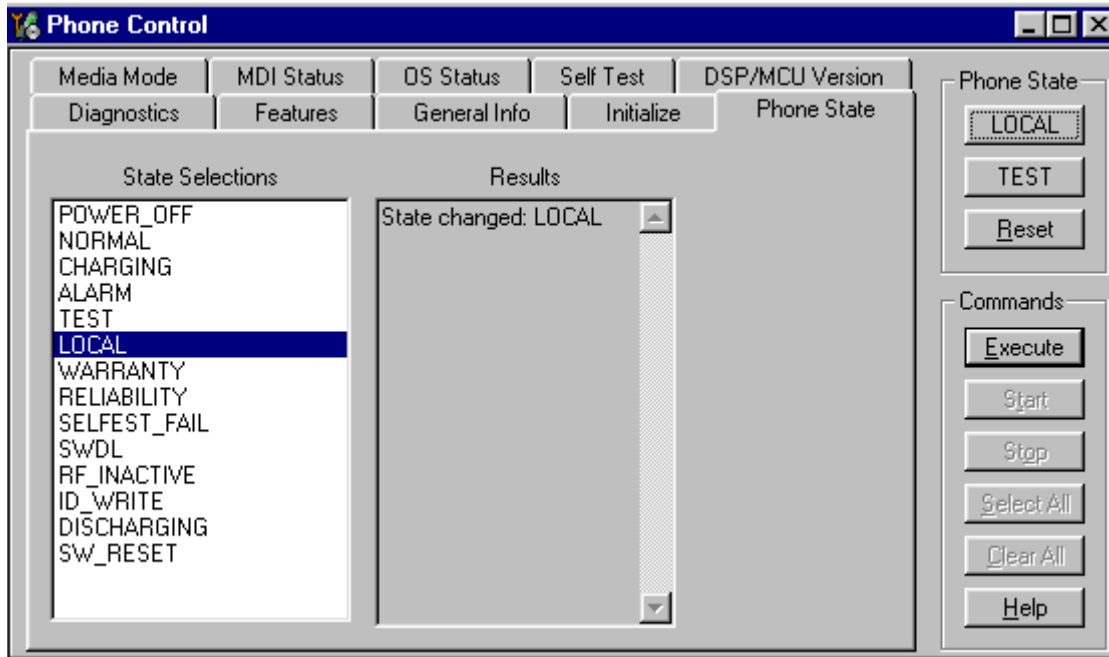 Phone Control
Media Mode
MDI Status
OS Status
Self Test
DSP/MCU Version
Diagnostics
Features
General Info
Initialize
Phone State
State Selections
POWER_OFF
NORMAL
CHARGING
ALARM
TEST
LOCAL
WARRANTY
RELIABILITY
SELFEST_FAIL
SWDL
RF_INACTIVE
ID_WRITE
DISCHARGING
SW_RESET
Results
State changed: LOCAL
Phone State
LOCAL
TEST
Reset
Commands
Execute
Start
Stop
Select All
Clear All
Help